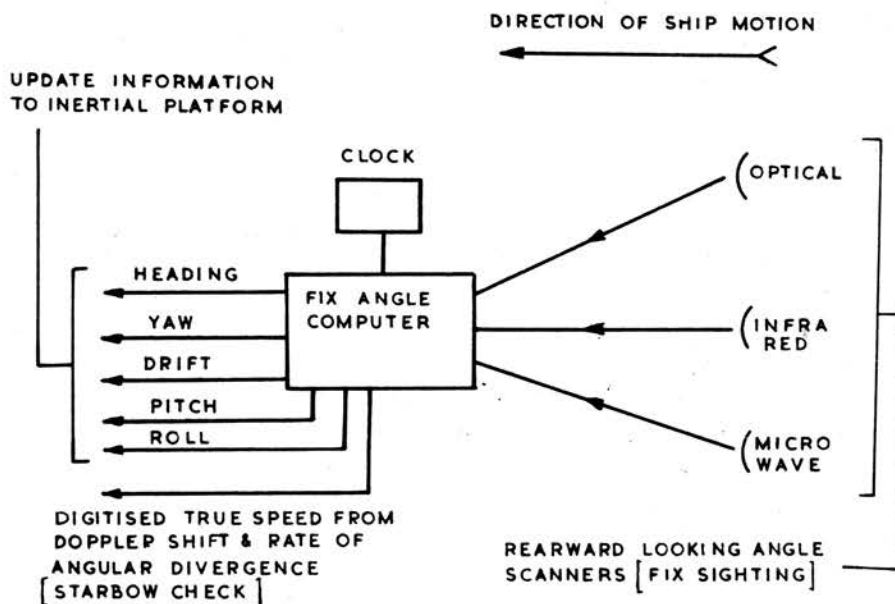 DIRECTION OF SHIP MOTION
UPDATE INFORMATION
TO INERTIAL PLATFORM
CLOCK
(OPTICAL
HEADING
FIX ANGLE
COMPUTER
YAW
(INFRA
RED
DRIFT
PITCH
ROLL
(MICRO
WAVE
DIGITISED TRUE SPEED FROM
DOPPLER SHIFT & RATE OF
ANGULAR DIVERGENCE
[STARBOW CHECK]
REARWARD LOOKING ANGLE
SCANNERS [FIX SIGHTING]